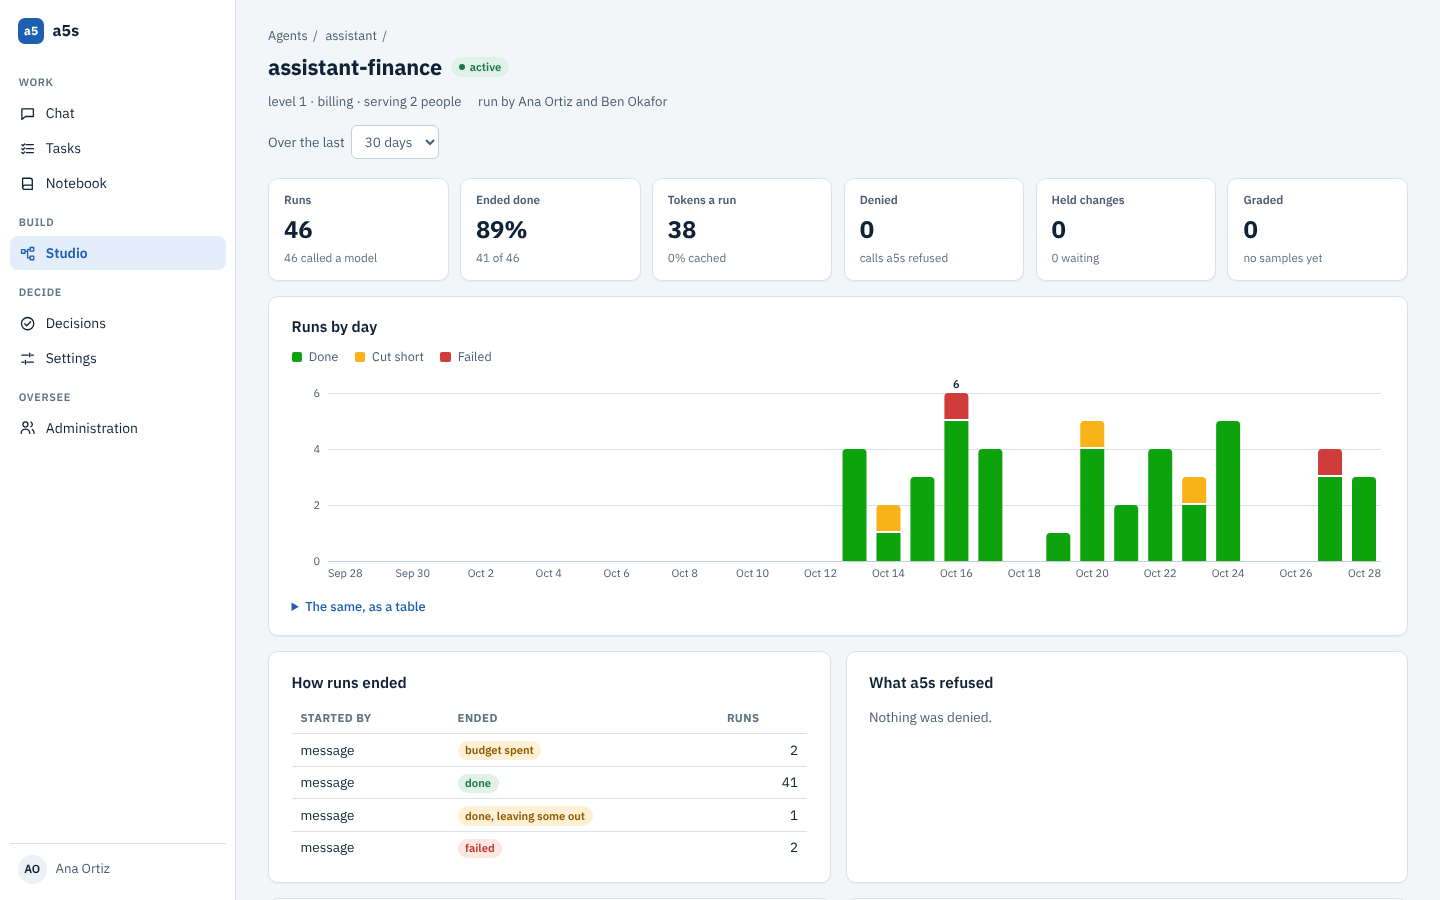 a5 a5s
WORK
Chat
Tasks
Notebook
BUILD
Studio
DECIDE
Decisions
Settings
OVERSEE
Administration
AO Ana Ortiz
Agents / assistant /
assistant-finance active
level 1 · billing · serving 2 people run by Ana Ortiz and Ben Okafor
Over the last 30 days
Runs
46
46 called a model
Ended done
89%
41 of 46
Tokens a run
38
0% cached
Denied
0
calls a5s refused
Held changes
0
0 waiting
Graded
0
no samples yet
Runs by day
Done Cut short Failed
6
6
4
2
0
Sep 28 Sep 30 Oct 2 Oct 4 Oct 6 Oct 8 Oct 10 Oct 12 Oct 14 Oct 16 Oct 18 Oct 20 Oct 22 Oct 24 Oct 26 Oct 28
The same, as a table
How runs ended
STARTED BY ENDED RUNS
message budget spent 2
message done 41
message done, leaving some out 1
message failed 2
What a5s refused
Nothing was denied.